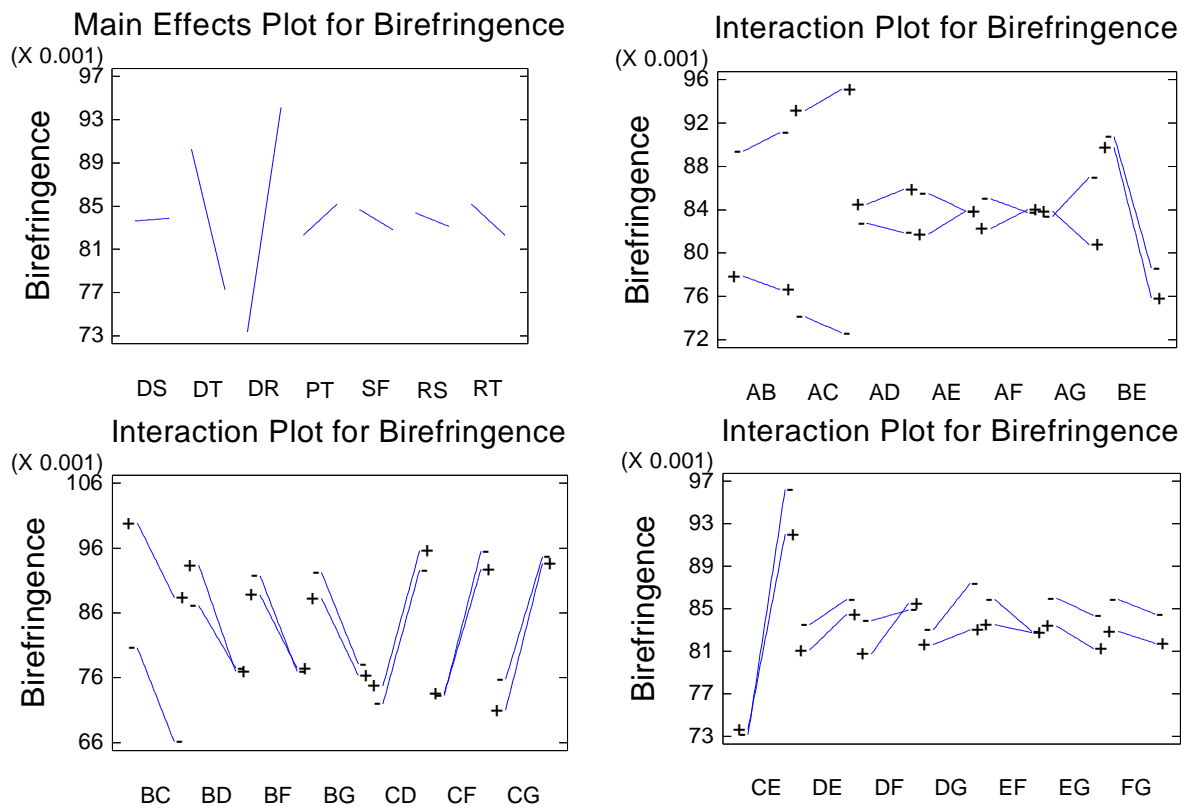 Main Effects Plot for Birefringence
(X 0.001)
97
93
89
85
81
77
73
Birefringence
DS DT DR PT SF RS RT
Interaction Plot for Birefringence
(X 0.001)
96
92
88
84
80
76
72
Birefringence
AB AC AD AE AF AG BE
Interaction Plot for Birefringence
(X 0.001)
106
96
86
76
66
Birefringence
BC BD BF BG CD CF CG
Interaction Plot for Birefringence
(X 0.001)
97
93
89
85
81
77
73
Birefringence
CE DE DF DG EF EG FG